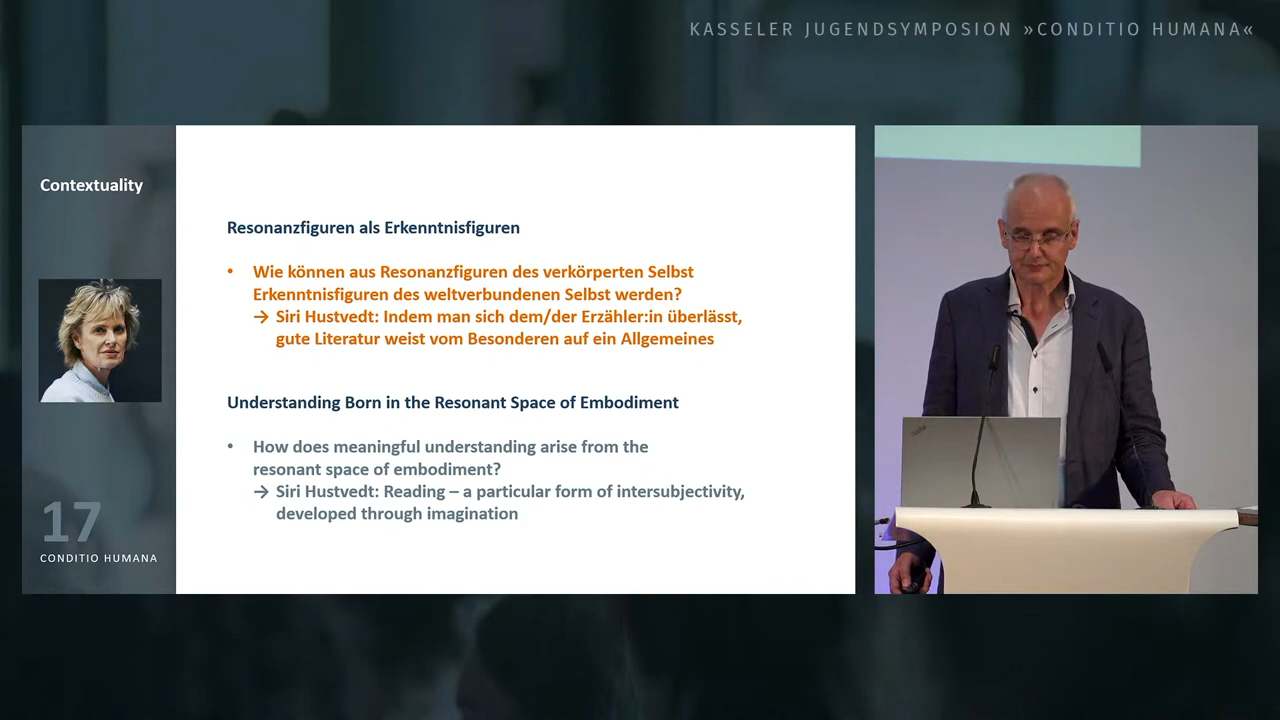 KASSELER JUGENDSYMPOSION »CONDITIO HUMANA«
Contextuality
Resonanzfiguren als Erkenntnisfiguren
• Wie können aus Resonanzfiguren des verkörperten Selbst
Erkenntnisfiguren des weltverbundenen Selbst werden?
→ Siri Hustvedt: Indem man sich dem/der Erzähler:in überlässt,
gute Literatur weist vom Besonderen auf ein Allgemeines
Understanding Born in the Resonant Space of Embodiment
• How does meaningful understanding arise from the
resonant space of embodiment?
→ Siri Hustvedt: Reading – a particular form of intersubjectivity,
developed through imagination
17
CONDITIO HUMANA